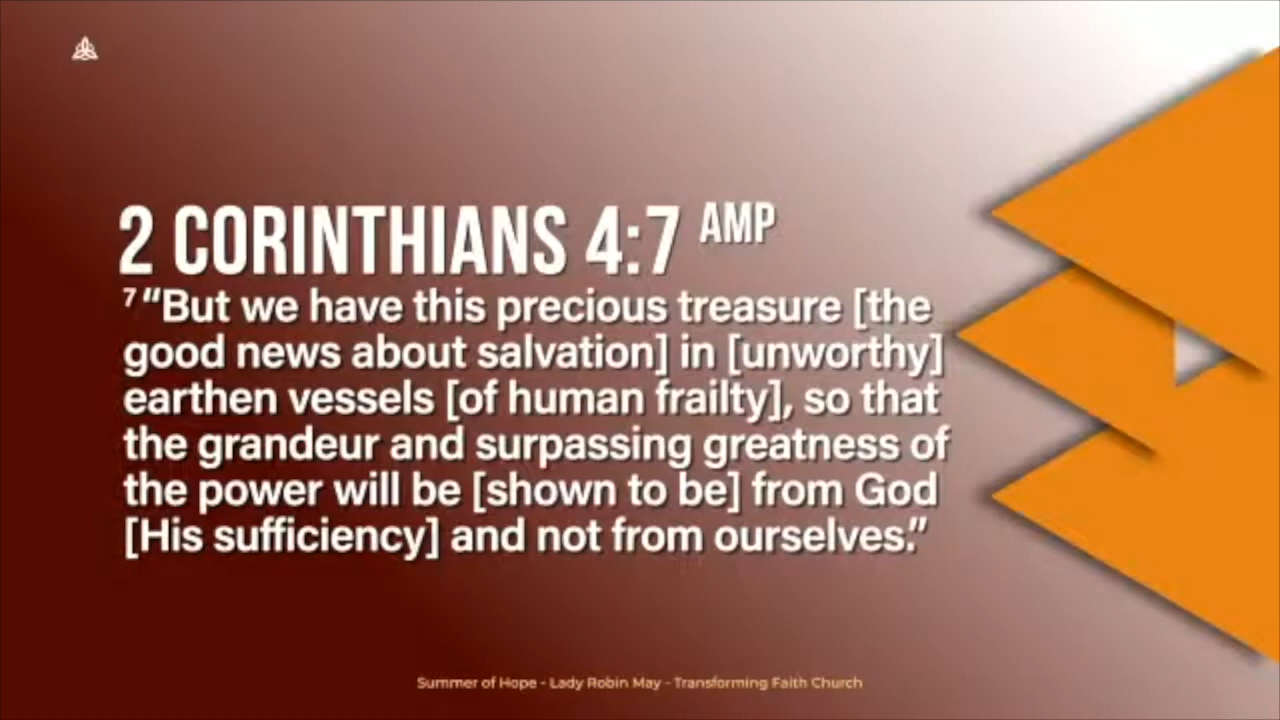 2 CORINTHIANS 4:7 AMP
7 “But we have this precious treasure [the
good news about salvation] in [unworthy]
earthen vessels [of human frailty], so that
the grandeur and surpassing greatness of
the power will be [shown to be] from God
[His sufficiency] and not from ourselves.”
Summer of Hope - Lady Robin May - Transforming Faith Church